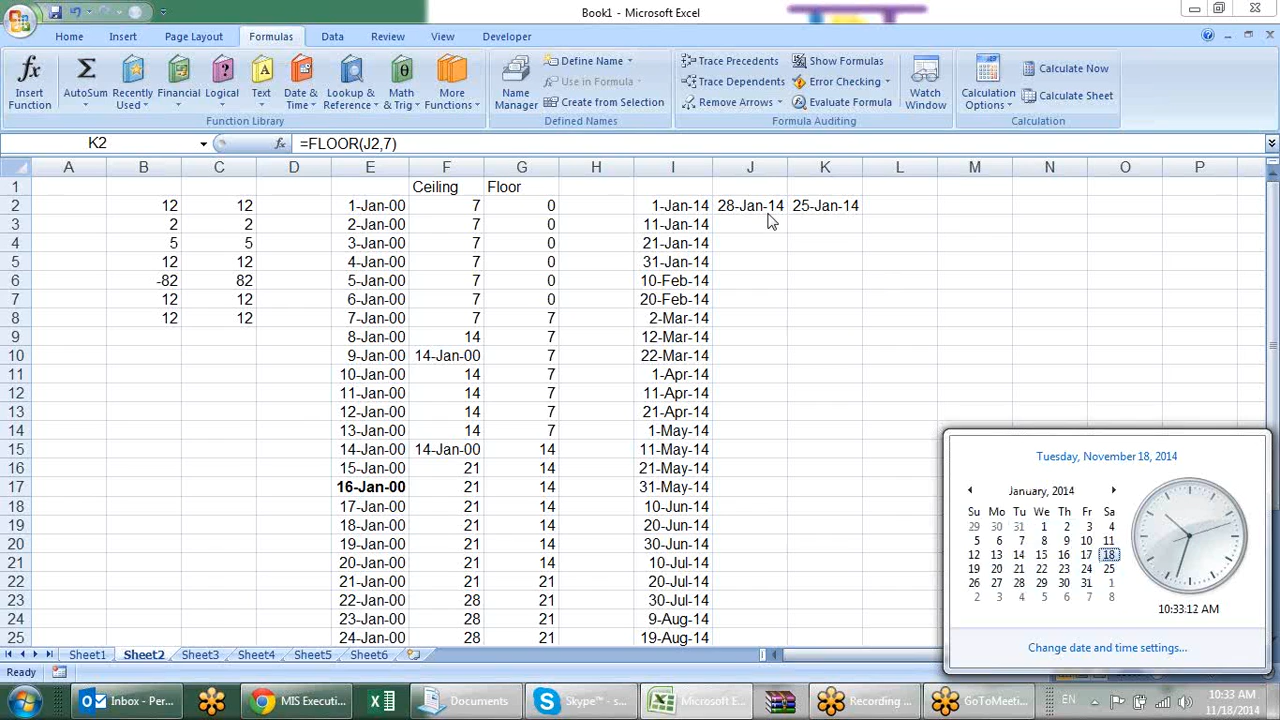 Book1 - Microsoft Excel
Home Insert Page Layout Formulas Data Review View Developer
Insert Function
AutoSum
Recently Used
Financial
Logical
Text
Date & Time
Lookup & Reference
Math & Trig
More Functions
Function Library
Name Manager
Define Name
Use in Formula
Create from Selection
Defined Names
Trace Precedents
Trace Dependents
Remove Arrows
Show Formulas
Error Checking
Evaluate Formula
Formula Auditing
Watch Window
Calculation Options
Calculate Now
Calculate Sheet
Calculation
K2 fx =FLOOR(J2,7)
A B C D E F G H I J K L M N O P
1 Ceiling Floor
2 12 12 1-Jan-00 7 0 1-Jan-14 28-Jan-14 25-Jan-14
3 2 2 2-Jan-00 7 0 11-Jan-14
4 5 5 3-Jan-00 7 0 21-Jan-14
5 12 12 4-Jan-00 7 0 31-Jan-14
6 -82 82 5-Jan-00 7 0 10-Feb-14
7 12 12 6-Jan-00 7 0 20-Feb-14
8 12 12 7-Jan-00 7 7 2-Mar-14
9 8-Jan-00 14 7 12-Mar-14
10 9-Jan-00 14-Jan-00 7 22-Mar-14
11 10-Jan-00 14 7 1-Apr-14
12 11-Jan-00 14 7 11-Apr-14
13 12-Jan-00 14 7 21-Apr-14
14 13-Jan-00 14 7 1-May-14
15 14-Jan-00 14-Jan-00 14 11-May-14
16 15-Jan-00 21 14 21-May-14
17 16-Jan-00 21 14 31-May-14
18 17-Jan-00 21 14 10-Jun-14
19 18-Jan-00 21 14 20-Jun-14
20 19-Jan-00 21 14 30-Jun-14
21 20-Jan-00 21 14 10-Jul-14
22 21-Jan-00 21 21 20-Jul-14
23 22-Jan-00 28 21 30-Jul-14
24 23-Jan-00 28 21 9-Aug-14
25 24-Jan-00 28 21 19-Aug-14
Tuesday, November 18, 2014
January, 2014
Su Mo Tu We Th Fr Sa
29 30 31 1 2 3 4
5 6 7 8 9 10 11
12 13 14 15 16 17 18
19 20 21 22 23 24 25
26 27 28 29 30 31 1
2 3 4 5 6 7 8
10:33:12 AM
Change date and time settings...
Sheet1 Sheet2 Sheet3 Sheet4 Sheet5 Sheet6
Ready
Inbox - Per...
MIS Executi...
Documents
Skype™ - s...
Microsoft E...
Recording ...
GoToMeeti...
EN
10:33 AM
11/18/2014